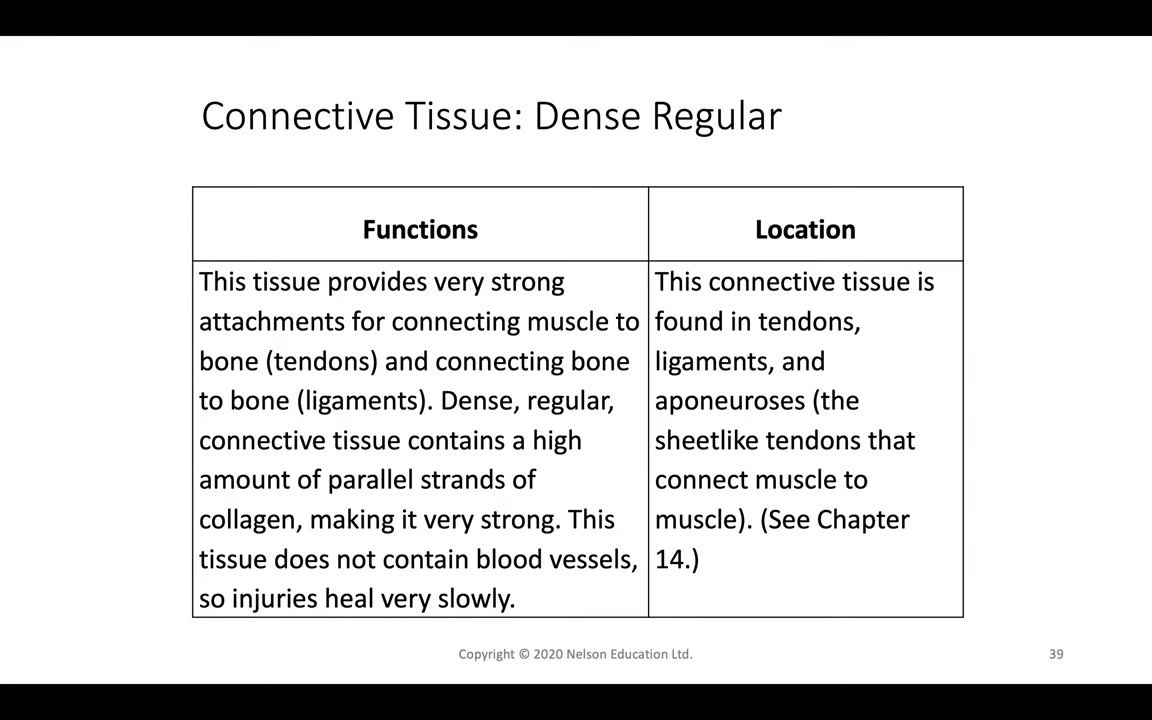 Connective Tissue: Dense Regular
Functions
Location
This tissue provides very strong
attachments for connecting muscle to
bone (tendons) and connecting bone
to bone (ligaments). Dense, regular,
connective tissue contains a high
amount of parallel strands of
collagen, making it very strong. This
tissue does not contain blood vessels,
so injuries heal very slowly.
This connective tissue is
found in tendons,
ligaments, and
aponeuroses (the
sheetlike tendons that
connect muscle to
muscle). (See Chapter
14.)
Copyright © 2020 Nelson Education Ltd.
39